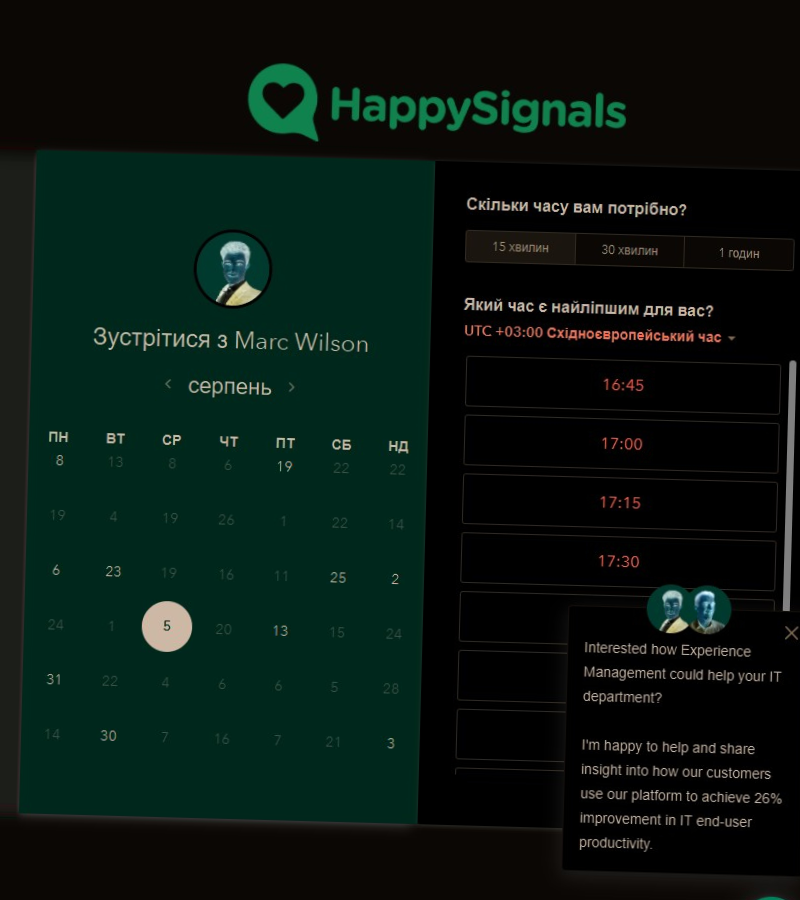 HappySignals
Зустрітися з Marc Wilson
серпень
ПН ВТ СР ЧТ ПТ СБ НД
8 13 8 6 19 22 22
19 4 19 26 1 22 14
6 23 19 16 11 25 2
24 1 5 20 13 15 24
31 22 4 6 6 5 28
14 30 7 16 7 21 3
Скільки часу вам потрібно?
15 хвилин 30 хвилин 1 годин
Який час є найліпшим для вас?
UTC +03:00 Східноєвропейський час
16:45
17:00
17:15
17:30
Interested how Experience
Management could help your IT
department?
I'm happy to help and share
insight into how our customers
use our platform to achieve 26%
improvement in IT end-user
productivity.